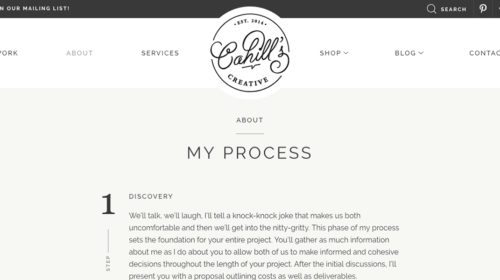 N OUR MAILING LIST!
SEARCH
WORK
ABOUT
SERVICES
• EST. 2014 •
Cahill's
CREATIVE
SHOP
BLOG
CONTAC
ABOUT
MY PROCESS
1
STEP
DISCOVERY
We'll talk, we'll laugh, I'll tell a knock-knock joke that makes us both
uncomfortable and then we'll get into the nitty-gritty. This phase of my process
sets the foundation for your entire project. You'll gather as much information
about me as I do about you to allow both of us to make informed and cohesive
decisions throughout the length of your project. After the initial discussions, I'll
present you with a proposal outlining costs as well as deliverables.